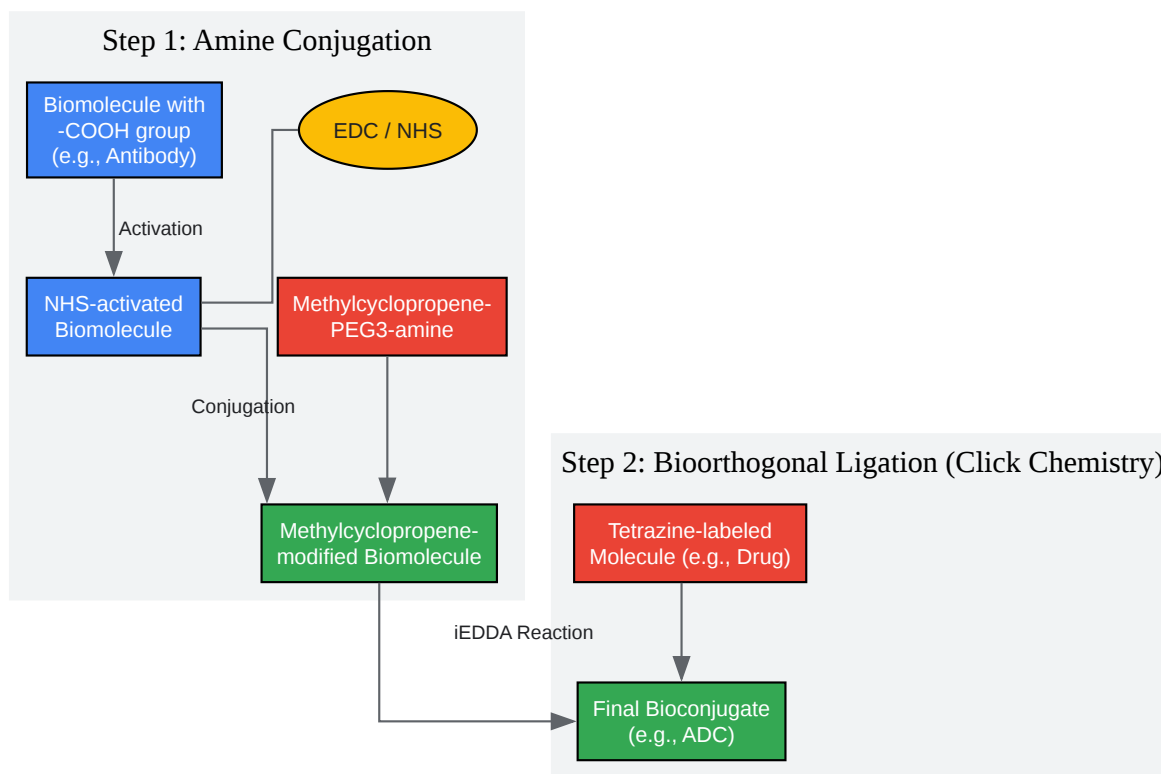 Step 1: Amine Conjugation
Biomolecule with
-COOH group
(e.g., Antibody)
EDC / NHS
Activation
NHS-activated
Biomolecule
Methylcyclopropene-
PEG3-amine
Conjugation
Methylcyclopropene-
modified Biomolecule
Step 2: Bioorthogonal Ligation (Click Chemistry)
Tetrazine-labeled
Molecule (e.g., Drug)
iEDDA Reaction
Final Bioconjugate
(e.g., ADC)